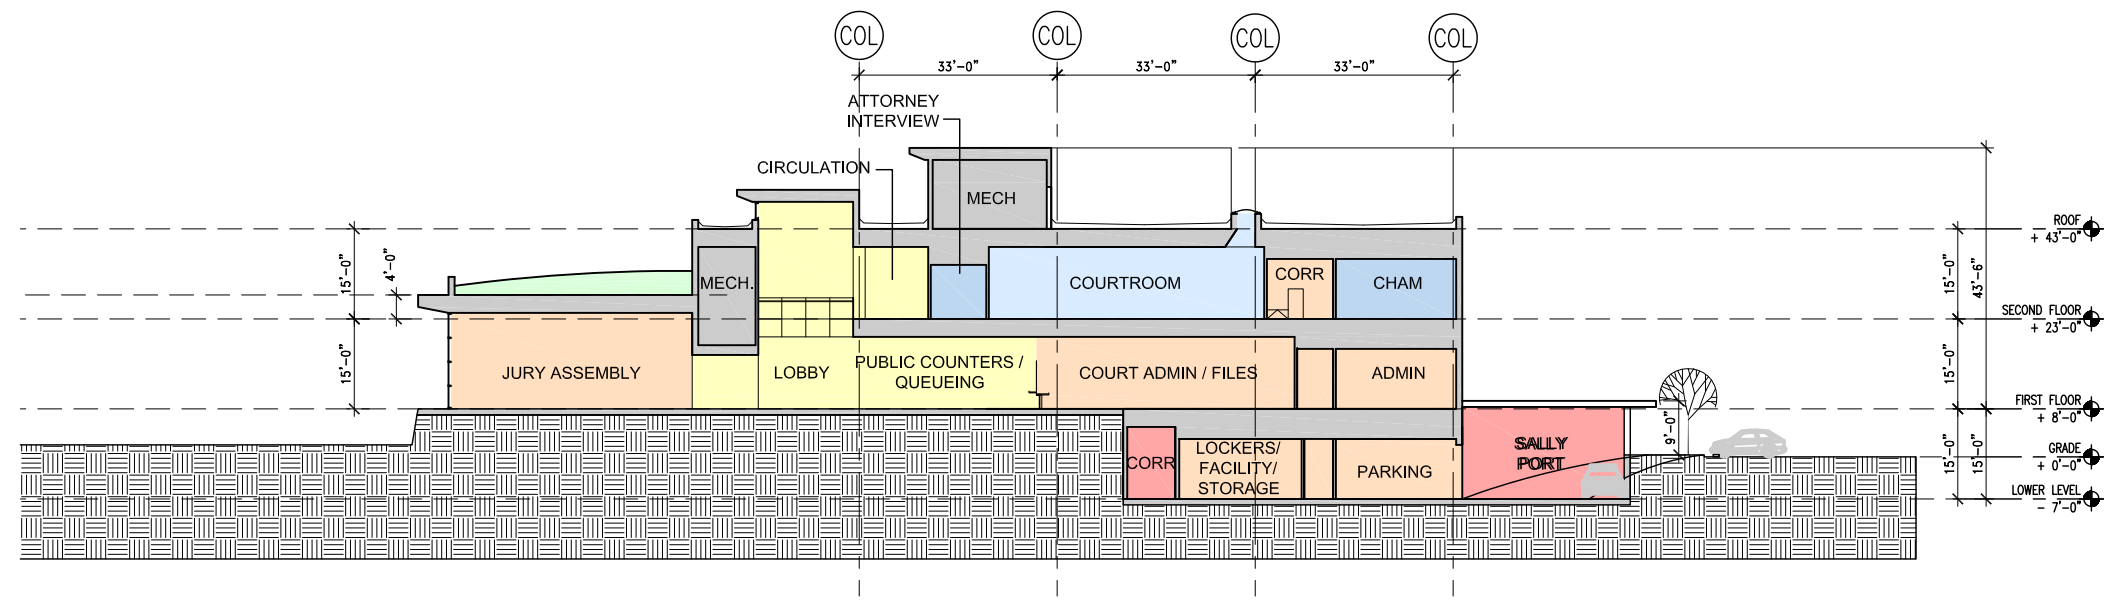 COL COL COL COL
33'-0" 33'-0" 33'-0"
ATTORNEY
INTERVIEW
CIRCULATION
MECH
ROOF
+ 43'-0"
15'-0"
4'-0"
MECH.
COURTROOM
CORR
CHAM
15'-0"
43'-6"
SECOND FLOOR
+ 23'-0"
15'-0"
JURY ASSEMBLY
LOBBY
PUBLIC COUNTERS /
QUEUEING
COURT ADMIN / FILES
ADMIN
15'-0"
FIRST FLOOR
+ 8'-0"
CORR
LOCKERS/
FACILITY/
STORAGE
PARKING
SALLY
PORT
9'-0"
15'-0"
15'-0"
GRADE
+ 0'-0"
LOWER LEVEL
- 7'-0"